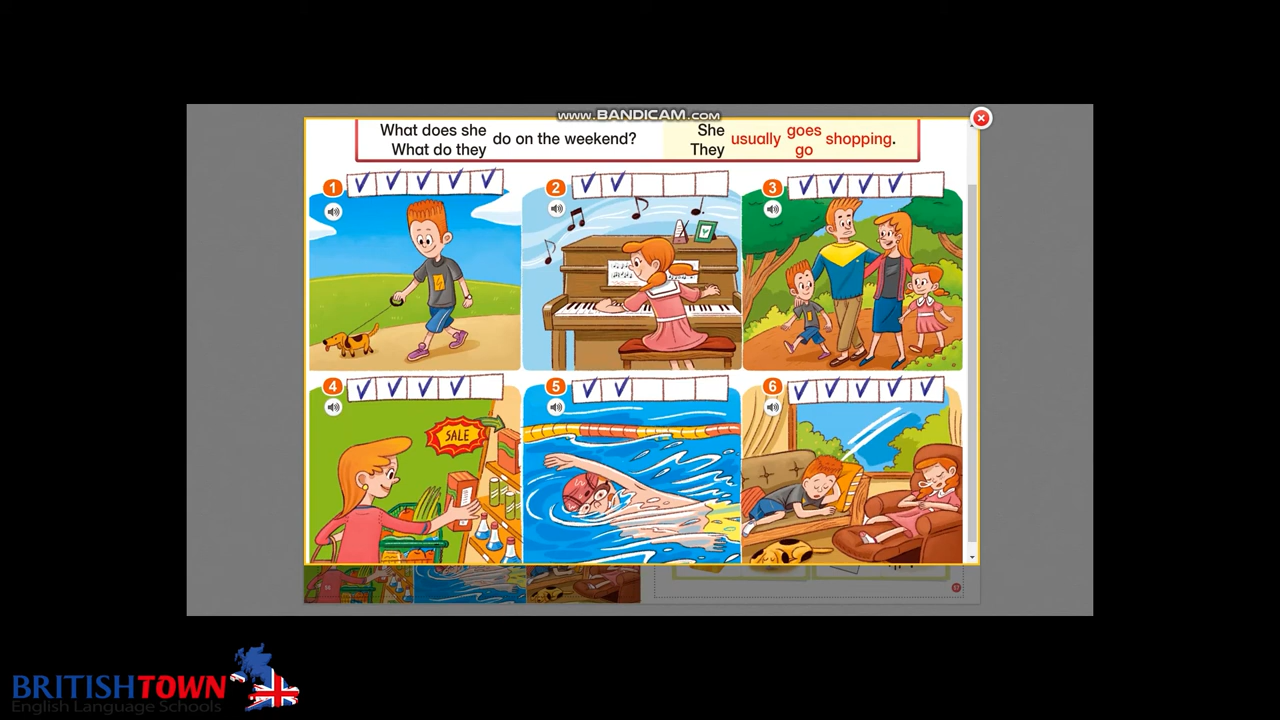 www.BANDICAM.com
What does she
What do they
do on the weekend?
She
They
usually
goes
go
shopping.
1
2
3
4
SALE
5
6
BRITISHTOWN
English Language Schools